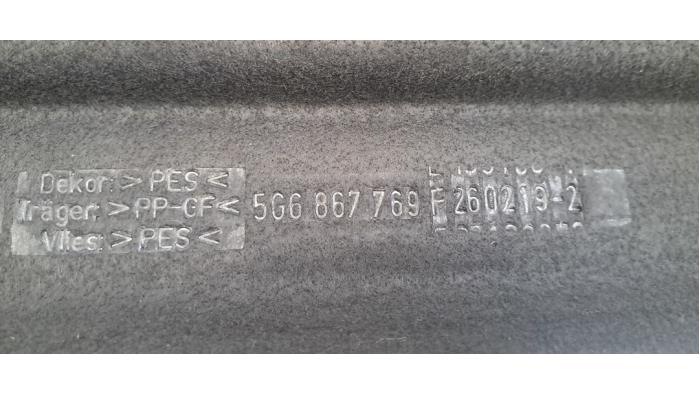 Dekor: > PES <
Träger: > PP-GF < 5G6 867 769 F 260219-2
Vlies: > PES <